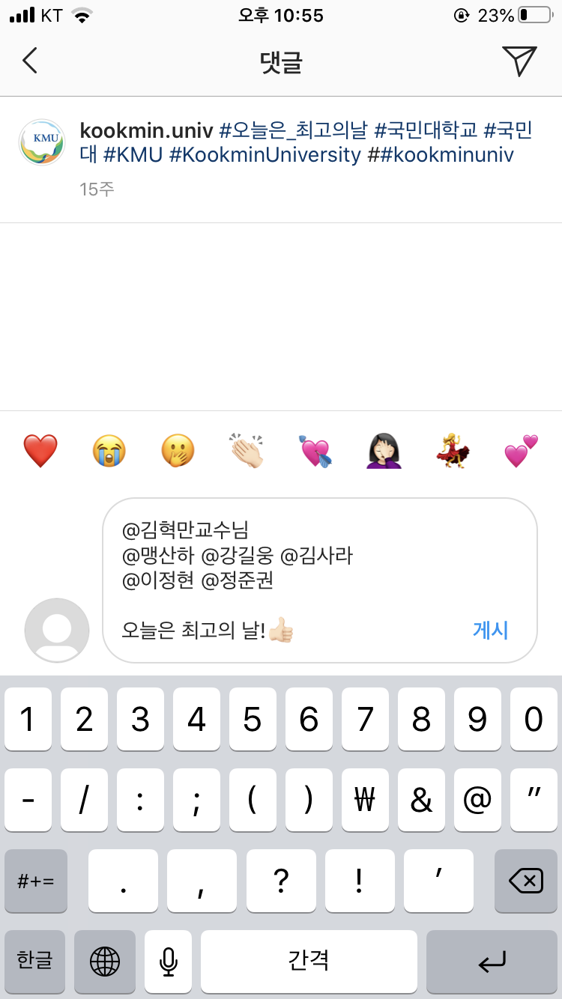 KT 오후 10:55 23%
댓글
KMU
kookmin.univ #오늘은_최고의날 #국민대학교 #국민
대 #KMU #KookminUniversity ##kookminuniv
15주
@김혁만교수님
@맹산하 @강길웅 @김사라
@이정현 @정준권
오늘은 최고의 날!👍🏻
게시
1 2 3 4 5 6 7 8 9 0
- / : ; ( ) ₩ & @ "
#+= . , ? ! ′
한글 간격